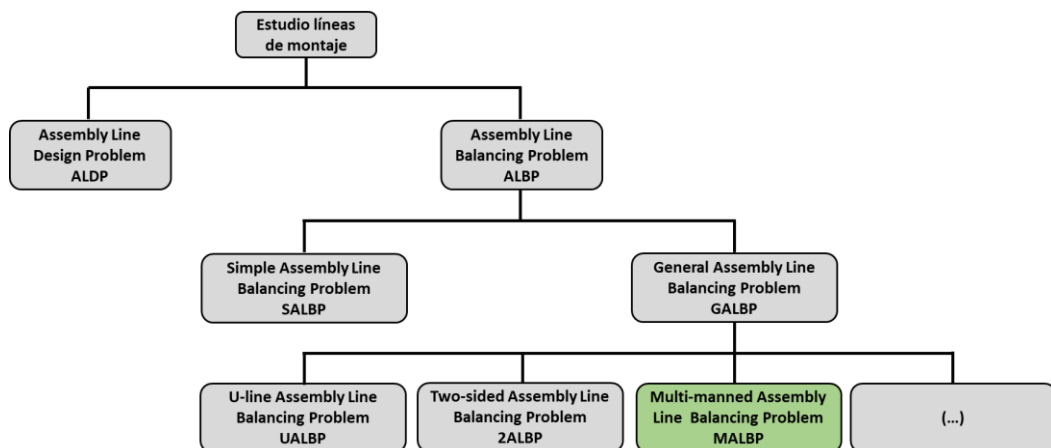 Estudio líneas
de montaje
Assembly Line
Design Problem
ALDP
Assembly Line
Balancing Problem
ALBP
Simple Assembly Line
Balancing Problem
SALBP
General Assembly Line
Balancing Problem
GALBP
U-line Assembly Line
Balancing Problem
UALBP
Two-sided Assembly Line
Balancing Problem
2ALBP
Multi-manned Assembly
Line Balancing Problem
MALBP
(...)